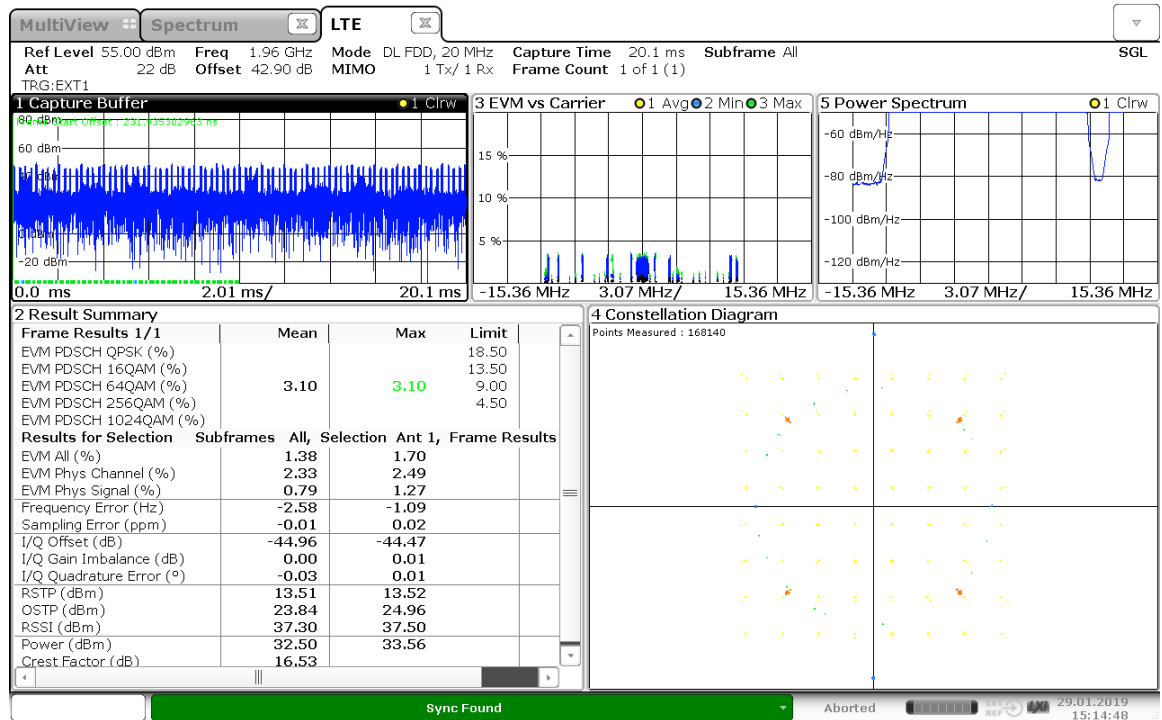 MultiView Spectrum LTE
Ref Level 55.00 dBm Freq 1.96 GHz Mode DL FDD, 20 MHz Capture Time 20.1 ms Subframe All SGL
Att 22 dB Offset 42.90 dB MIMO 1 Tx/ 1 Rx Frame Count 1 of 1 (1)
TRG:EXT1
1 Capture Buffer 1 Clrw
80 dBm
Frame Start Offset : 231.935302983 ns
60 dBm
-20 dBm
0.0 ms 2.01 ms/ 20.1 ms
3 EVM vs Carrier 1 Avg 2 Min 3 Max
15 %
10 %
5 %
-15.36 MHz 3.07 MHz/ 15.36 MHz
5 Power Spectrum 1 Clrw
-60 dBm/Hz
-80 dBm/Hz
-100 dBm/Hz
-120 dBm/Hz
-15.36 MHz 3.07 MHz/ 15.36 MHz
2 Result Summary
Frame Results 1/1 Mean Max Limit
EVM PDSCH QPSK (%) 18.50
EVM PDSCH 16QAM (%) 13.50
EVM PDSCH 64QAM (%) 3.10 3.10 9.00
EVM PDSCH 256QAM (%) 4.50
EVM PDSCH 1024QAM (%)
Results for Selection Subframes All, Selection Ant 1, Frame Results
EVM All (%) 1.38 1.70
EVM Phys Channel (%) 2.33 2.49
EVM Phys Signal (%) 0.79 1.27
Frequency Error (Hz) -2.58 -1.09
Sampling Error (ppm) -0.01 0.02
I/Q Offset (dB) -44.96 -44.47
I/Q Gain Imbalance (dB) 0.00 0.01
I/Q Quadrature Error (°) -0.03 0.01
RSTP (dBm) 13.51 13.52
OSTP (dBm) 23.84 24.96
RSSI (dBm) 37.30 37.50
Power (dBm) 32.50 33.56
Crest Factor (dB) 16.53
4 Constellation Diagram
Points Measured : 168140
Sync Found Aborted EXT REF LXI 29.01.2019
15:14:48